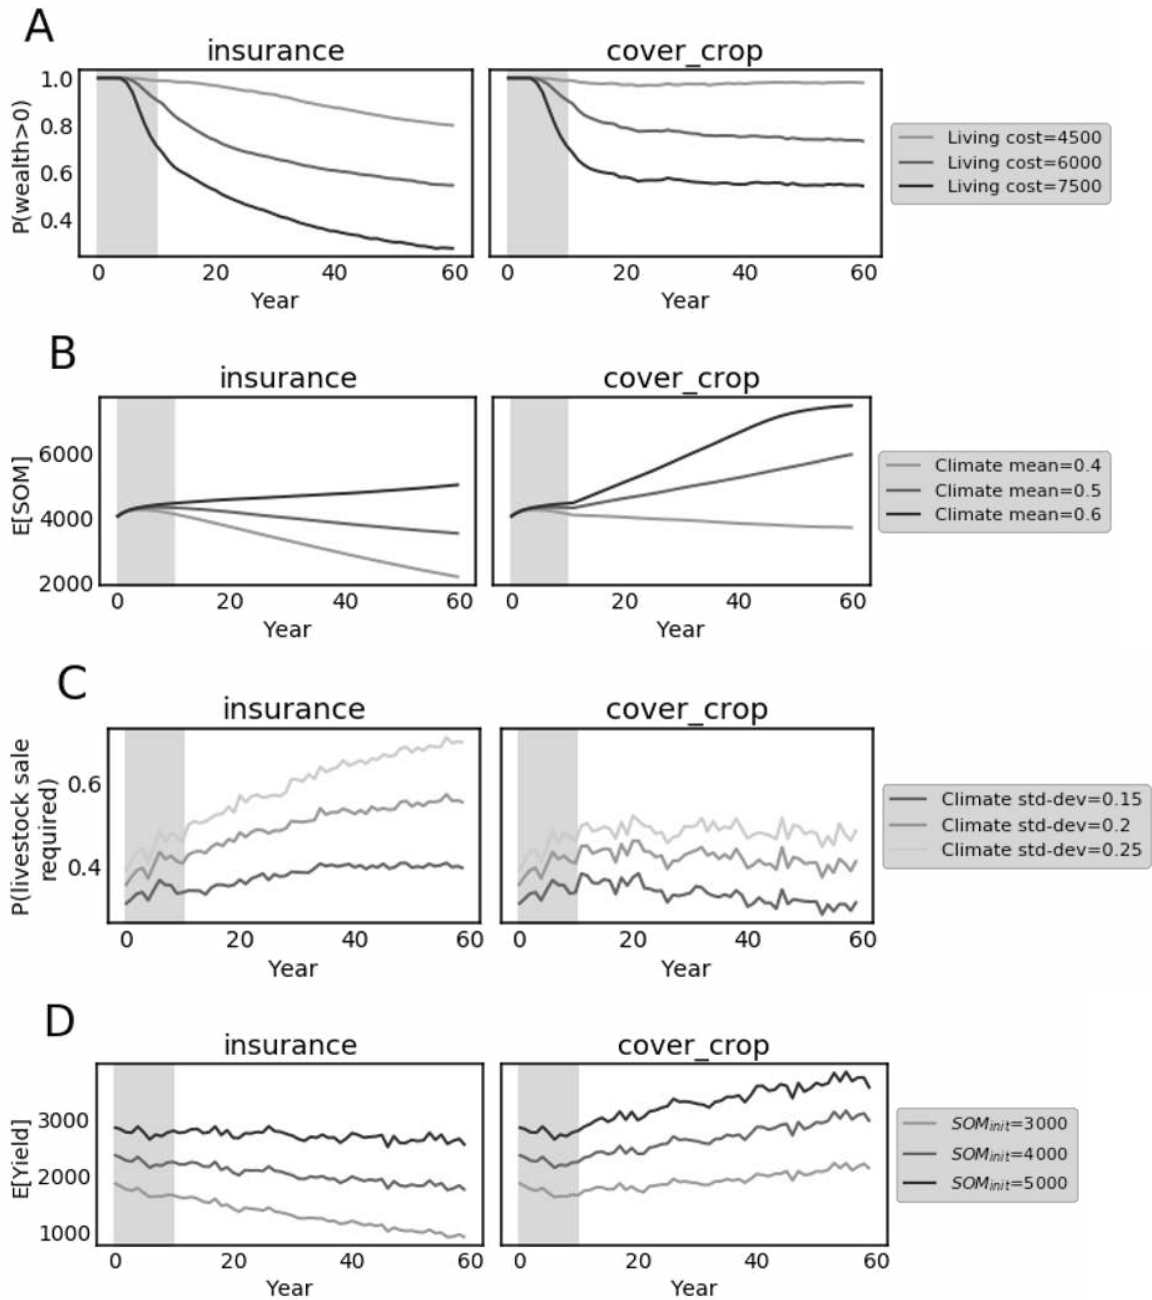 A
insurance
cover_crop
P(wealth>0)
1.0
0.8
0.6
0.4
0 20 40 60
0 20 40 60
Year
Year
Living cost=4500
Living cost=6000
Living cost=7500
B
insurance
cover_crop
E[SOM]
6000
4000
2000
0 20 40 60
0 20 40 60
Year
Year
Climate mean=0.4
Climate mean=0.5
Climate mean=0.6
C
insurance
cover_crop
P(livestock sale
required)
0.6
0.4
0 20 40 60
0 20 40 60
Year
Year
Climate std-dev=0.15
Climate std-dev=0.2
Climate std-dev=0.25
D
insurance
cover_crop
E[Yield]
3000
2000
1000
0 20 40 60
0 20 40 60
Year
Year
SOMinit=3000
SOMinit=4000
SOMinit=5000